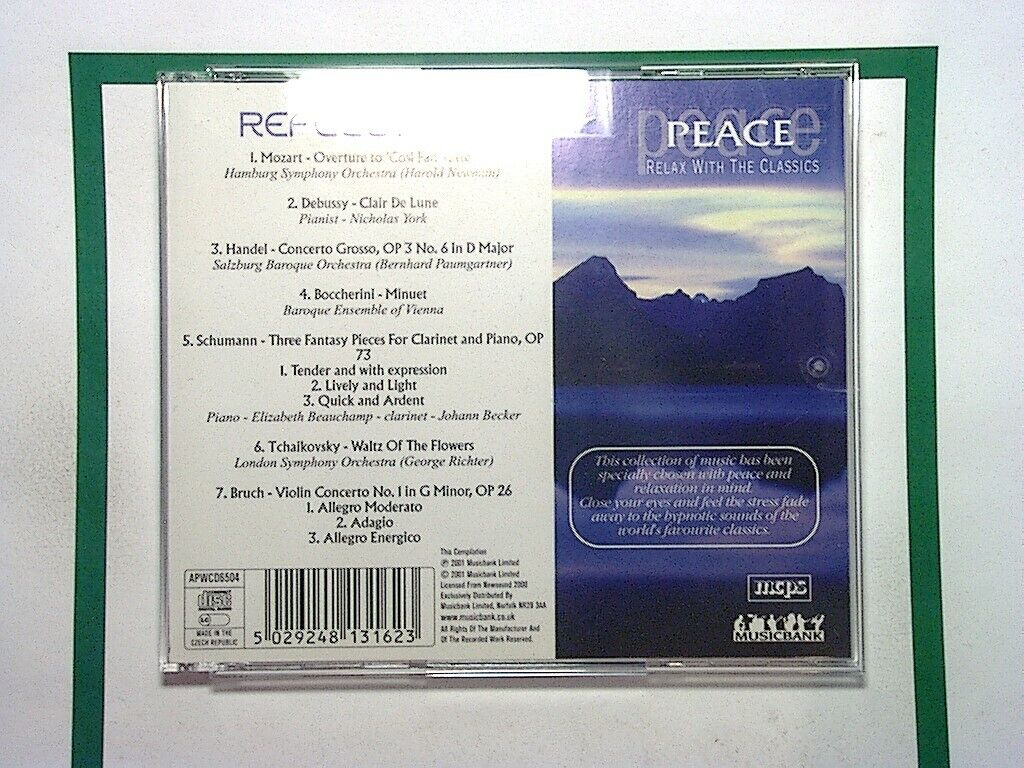 1. Mozart - Overture to 'Cosi Fan
Hamburg Symphony Orchestra (Harold Newman)
2. Debussy - Clair De Lune
Pianist - Nicholas York
3. Handel - Concerto Grosso, OP 3 No. 6 in D Major
Salzburg Baroque Orchestra (Bernhard Paumgartner)
4. Boccherini - Minuet
Baroque Ensemble of Vienna
5. Schumann - Three Fantasy Pieces For Clarinet and Piano, OP
73
1. Tender and with expression
2. Lively and Light
3. Quick and Ardent
Piano - Elizabeth Beauchamp - clarinet - Johann Becker
6. Tchaikovsky - Waltz Of The Flowers
London Symphony Orchestra (George Richter)
7. Bruch - Violin Concerto No. 1 in G Minor, OP 26
1. Allegro Moderato
2. Adagio
3. Allegro Energico
APWCD6504
disc
MADE IN THE
CZECH REPUBLIC
5 029248 131623
This Compilation
℗ 2001 Musicbank Limited
© 2001 Musicbank Limited
Licensed From Newsound 2000
Exclusively Distributed By
Musicbank Limited, Norfolk NR29 3AA
www.musicbank.co.uk
All Rights Of The Manufacturer And
Of The Recorded Work Reserved.
peace
PEACE
RELAX WITH THE CLASSICS
This collection of music has been
specially chosen with peace and
relaxation in mind.
Close your eyes and feel the stress fade
away to the hypnotic sounds of the
world's favourite classics.
mcps
MUSICBANK